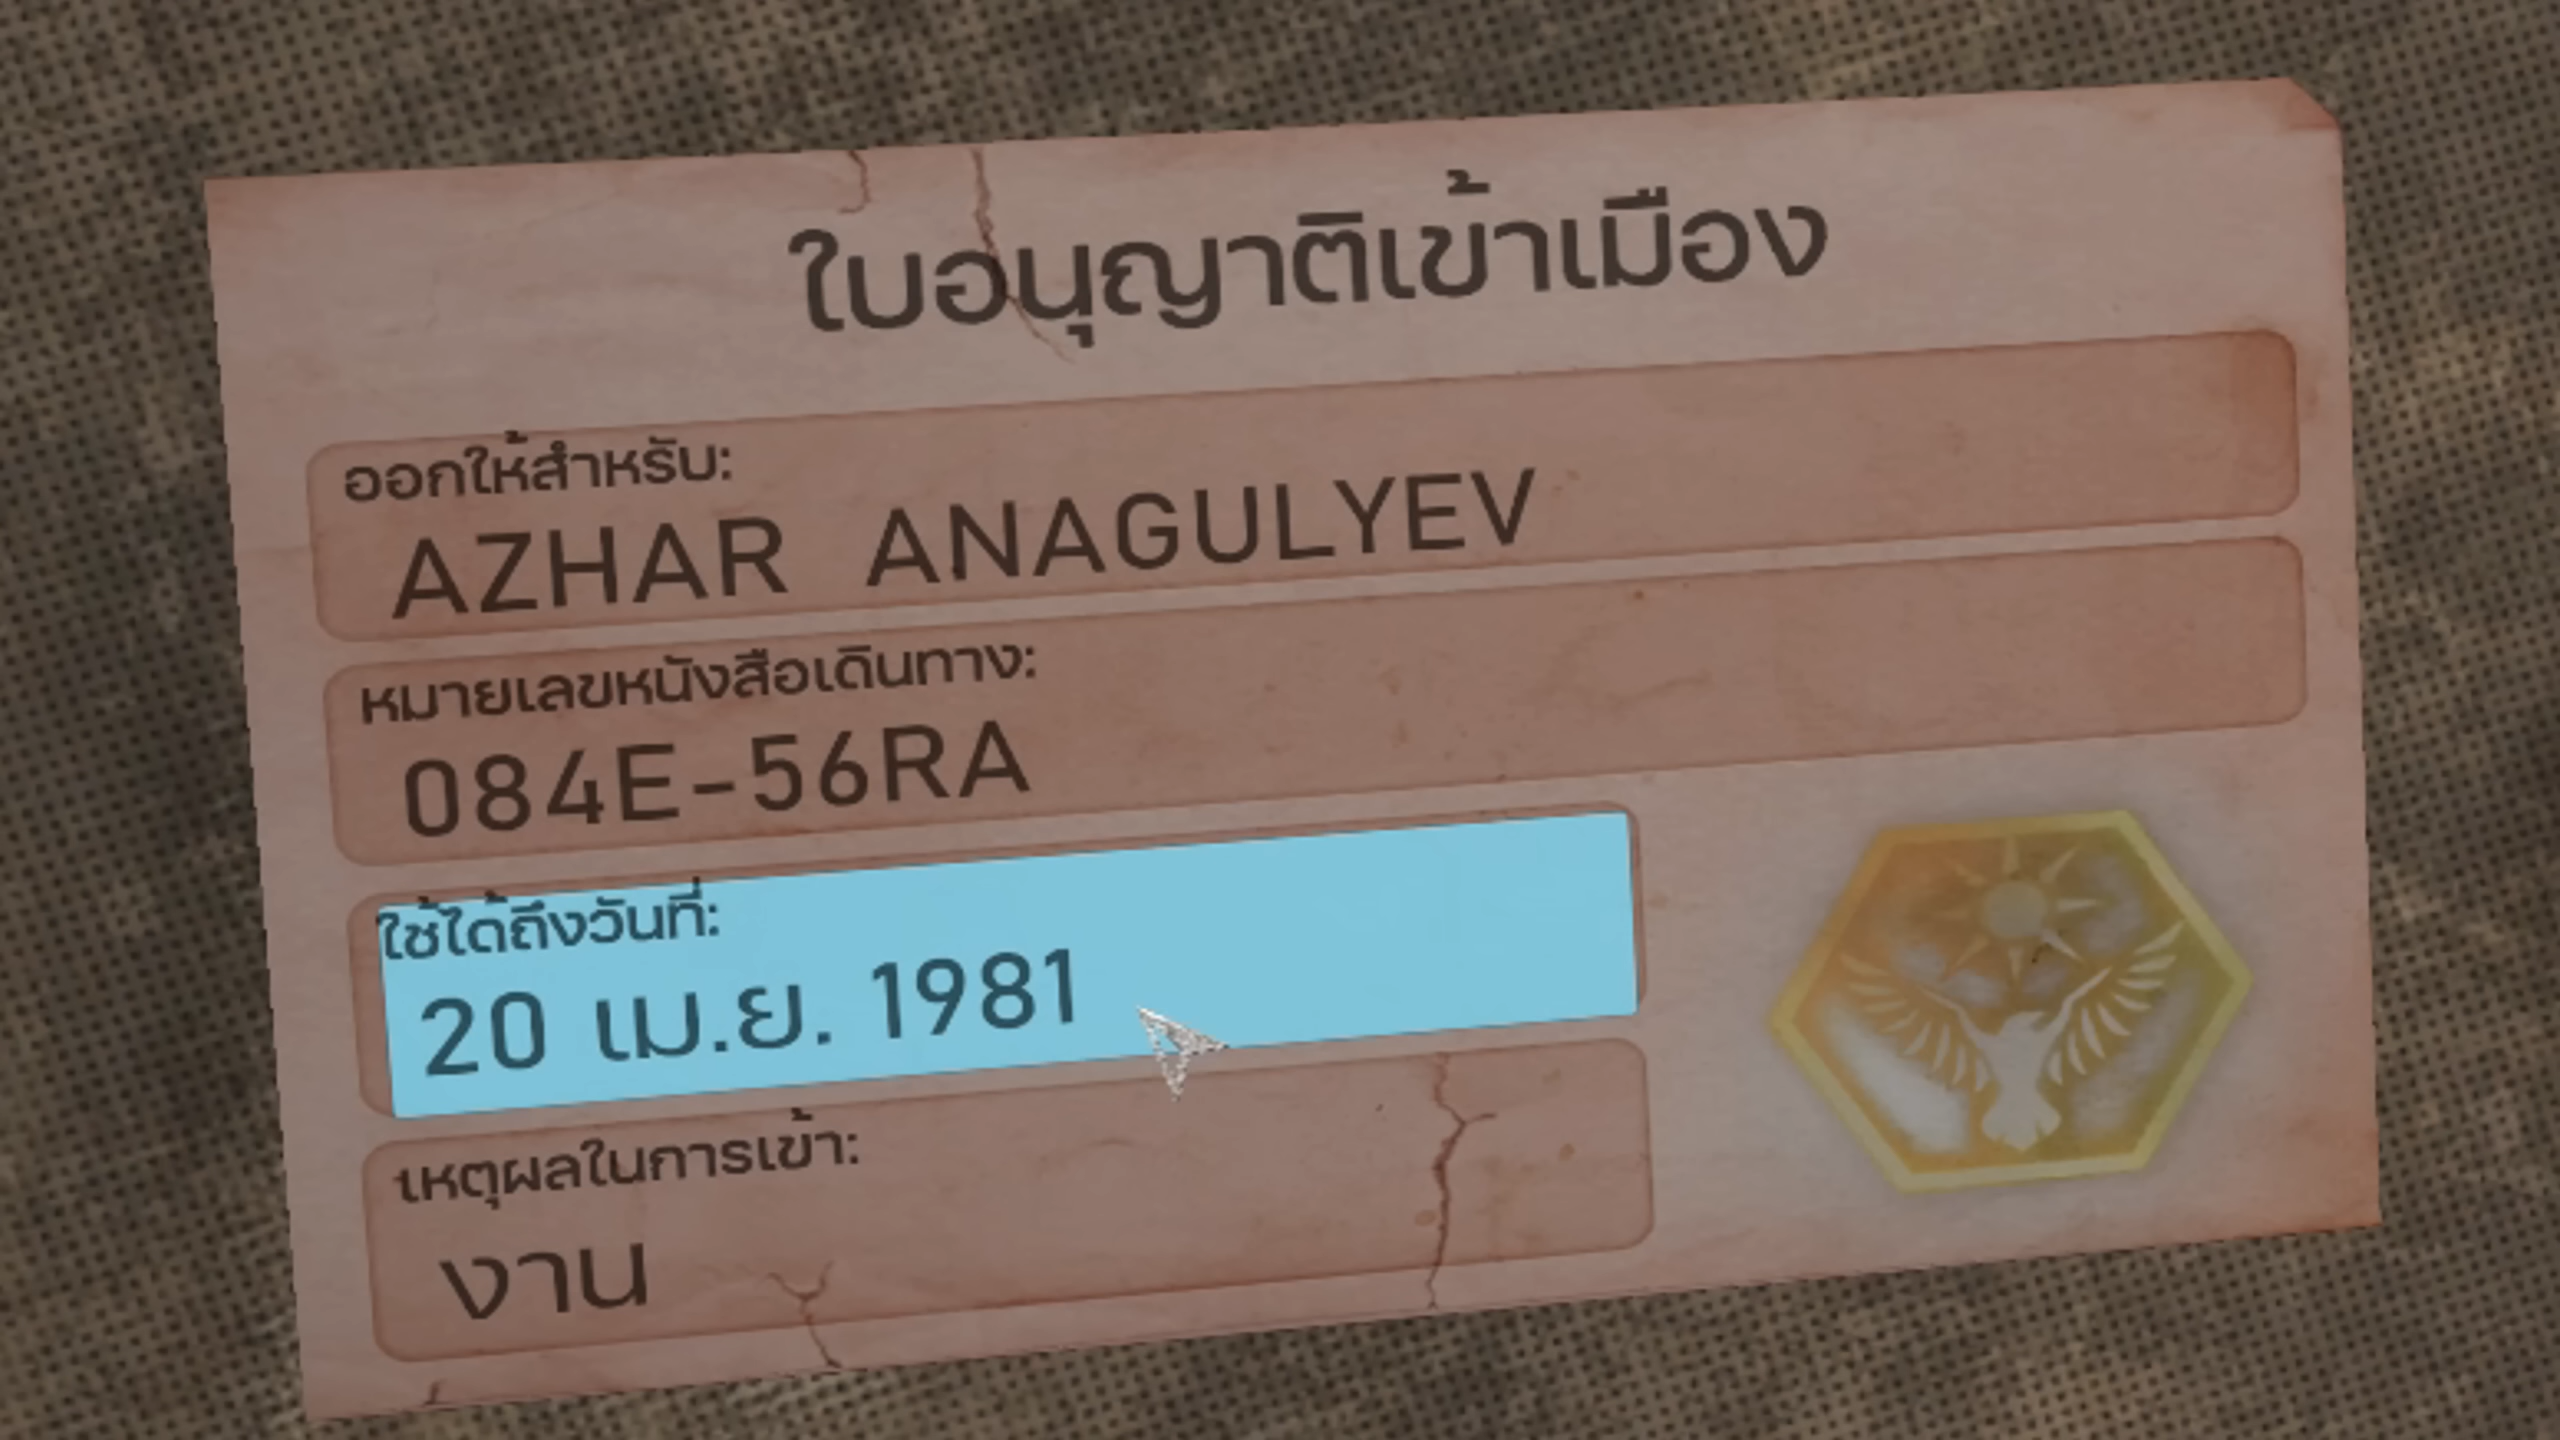 ใบอนุญาติเข้าเมือง
ออกให้สำหรับ:
AZHAR ANAGULYEV
หมายเลขหนังสือเดินทาง:
084E-56RA
ใช้ได้ถึงวันที่:
20 เม.ย. 1981
เหตุผลในการเข้า:
งาน